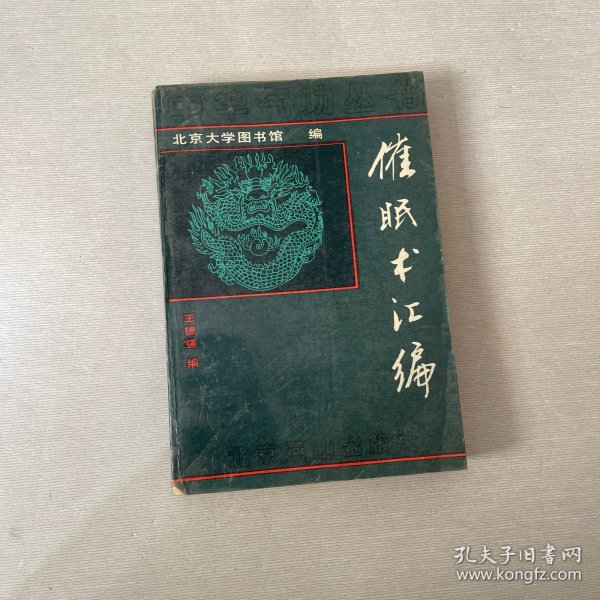 中华气功丛书
北京大学图书馆 编
催眠术汇编
王德强 编
北京燕山出版社
孔夫子旧书网
www.kongfz.com